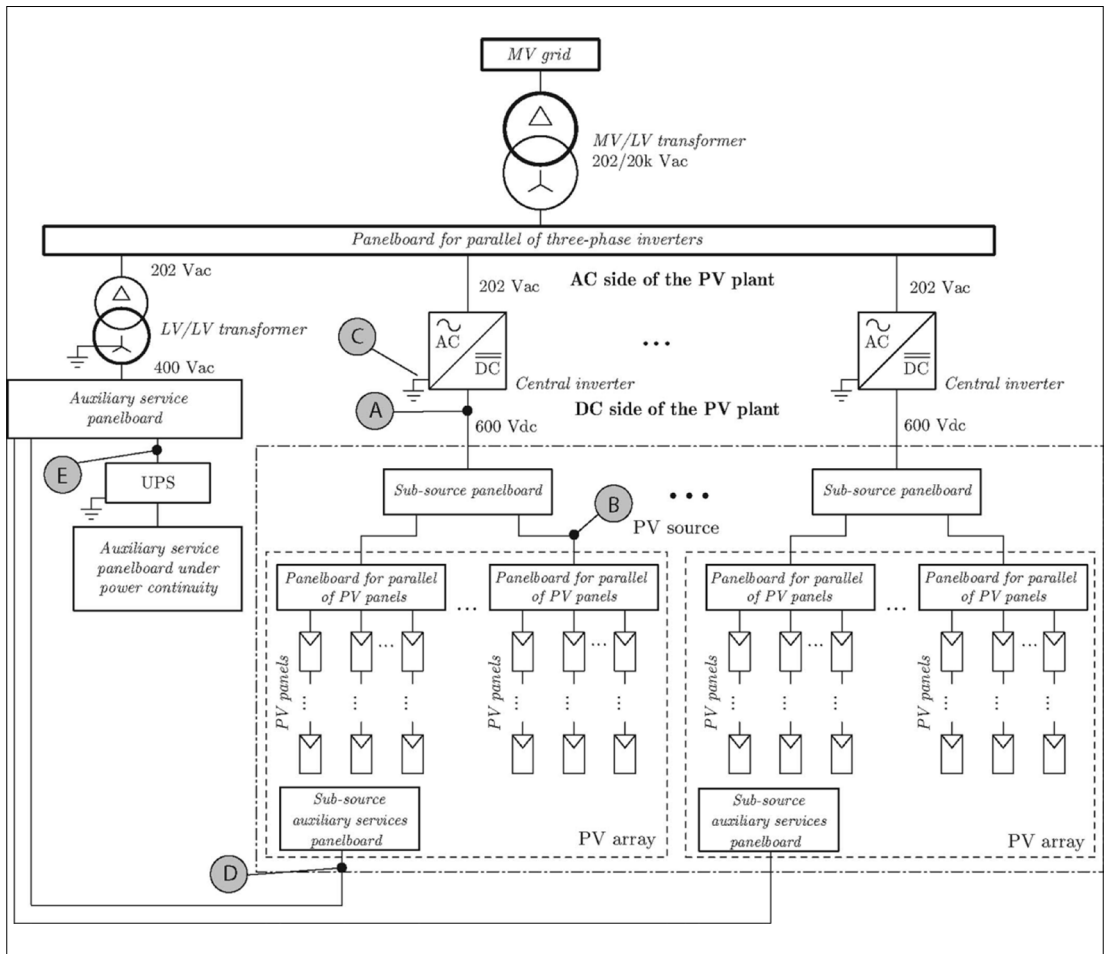 MV grid
MV/LV transformer
202/20k Vac
Panelboard for parallel of three-phase inverters
202 Vac
LV/LV transformer
400 Vac
202 Vac
AC side of the PV plant
202 Vac
C
AC
DC
Central inverter
...
AC
DC
Central inverter
A
DC side of the PV plant
600 Vdc
600 Vdc
Auxiliary service
panelboard
E
UPS
Auxiliary service
panelboard under
power continuity
Sub-source panelboard
...
Sub-source panelboard
B
PV source
Panelboard for parallel
of PV panels
...
Panelboard for parallel
of PV panels
Panelboard for parallel
of PV panels
...
Panelboard for parallel
of PV panels
PV panels
PV panels
PV panels
PV panels
Sub-source
auxiliary services
panelboard
PV array
Sub-source
auxiliary services
panelboard
PV array
D